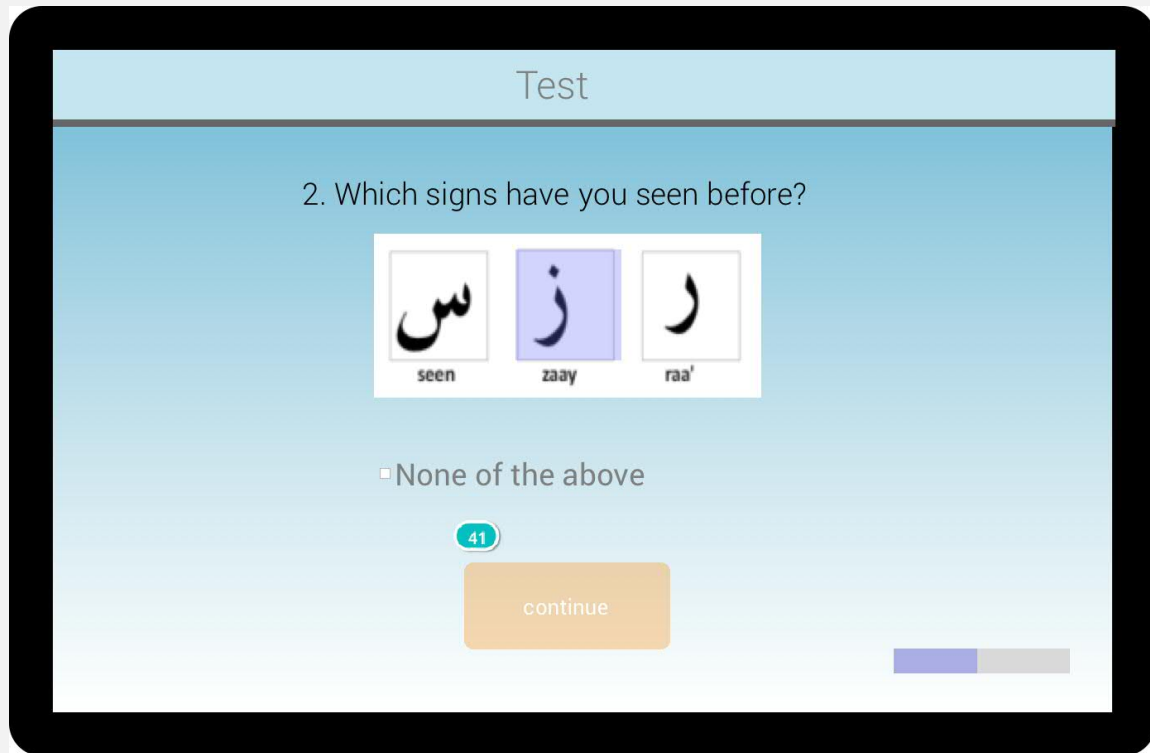 Test
2. Which signs have you seen before?
س ز ر
seen zaay raa'
None of the above
41
continue